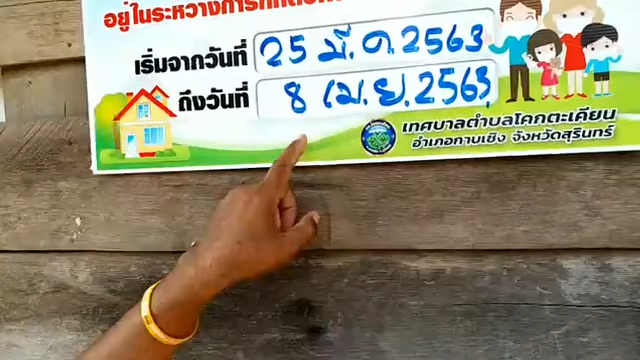 อยู่ในระหว่างการกักตัว
เริ่มจากวันที่ 25 มี.ค. 2563
ถึงวันที่ 8 เม.ย. 2563
เทศบาลตำบลโคกตะเคียน
อำเภอกาบเชิง จังหวัดสุรินทร์